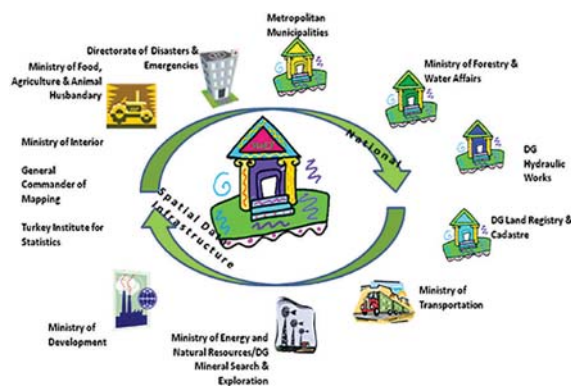 Metropolitan
Municipalities
Directorate of Disasters &
Emergencies
Ministry of Food,
Agriculture & Animal
Husbandary
Ministry of Forestry &
Water Affairs
National
Ministry of Interior
DG
Hydraulic
Works
General
Commander of
Mapping
Spatial Data
Infrastructure
Turkey Institute for
Statistics
DG Land Registry &
Cadastre
Ministry of
Transportation
Ministry of
Development
Ministry of Energy and
Natural Resources/DG
Mineral Search &
Exploration